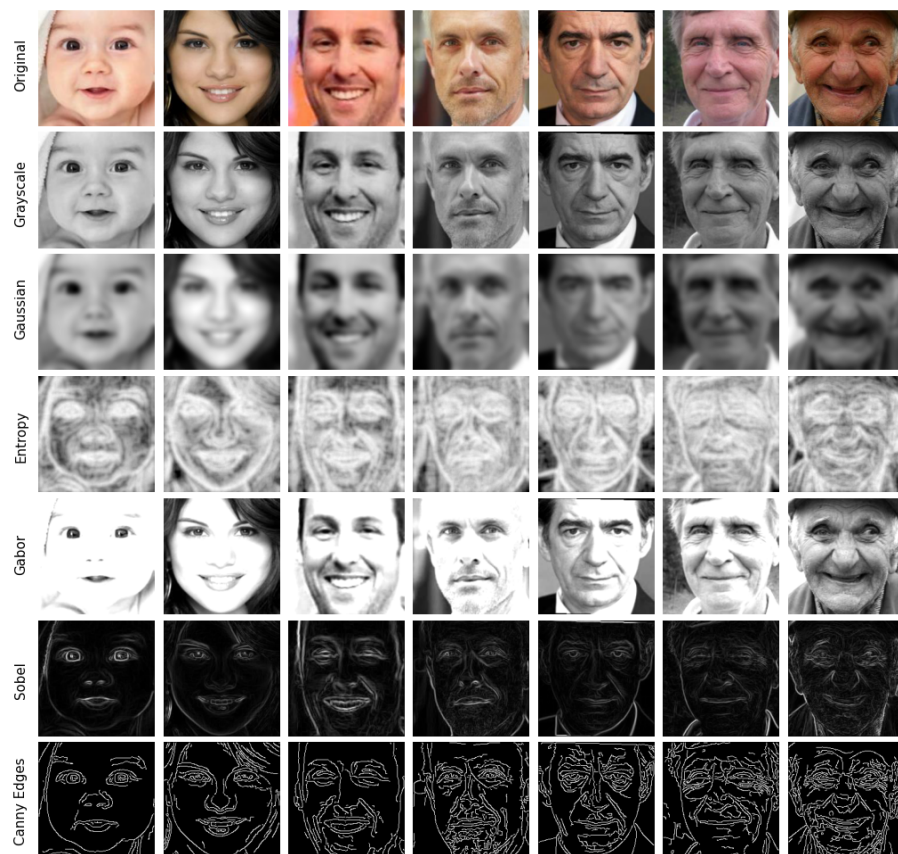 Original
Grayscale
Gaussian
Entropy
Gabor
Sobel
Canny Edges